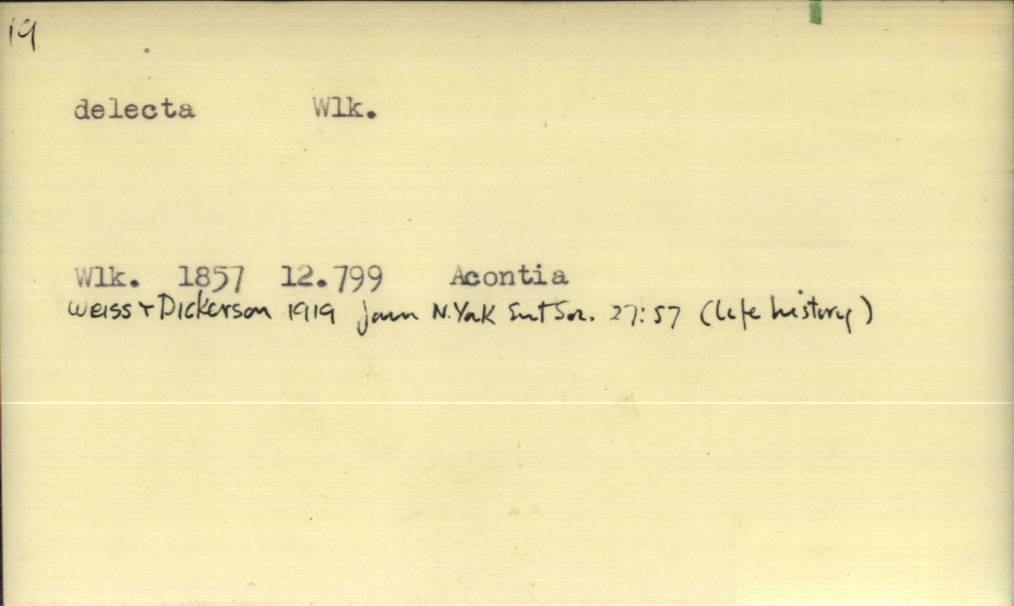 19
delecta Wlk.
Wlk. 1857 12.799 Acontia
Weiss + Dickerson 1919 Journ N. York Ent Soc. 27:57 (life history)